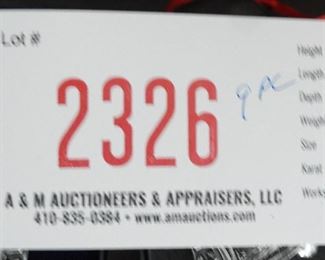 Lot #
2326
9 pc
Height
Length
Depth
Weigh
Size
Karat
Works
A & M AUCTIONEERS & APPRAISERS, LLC
410-835-0384 • www.amauctions.com